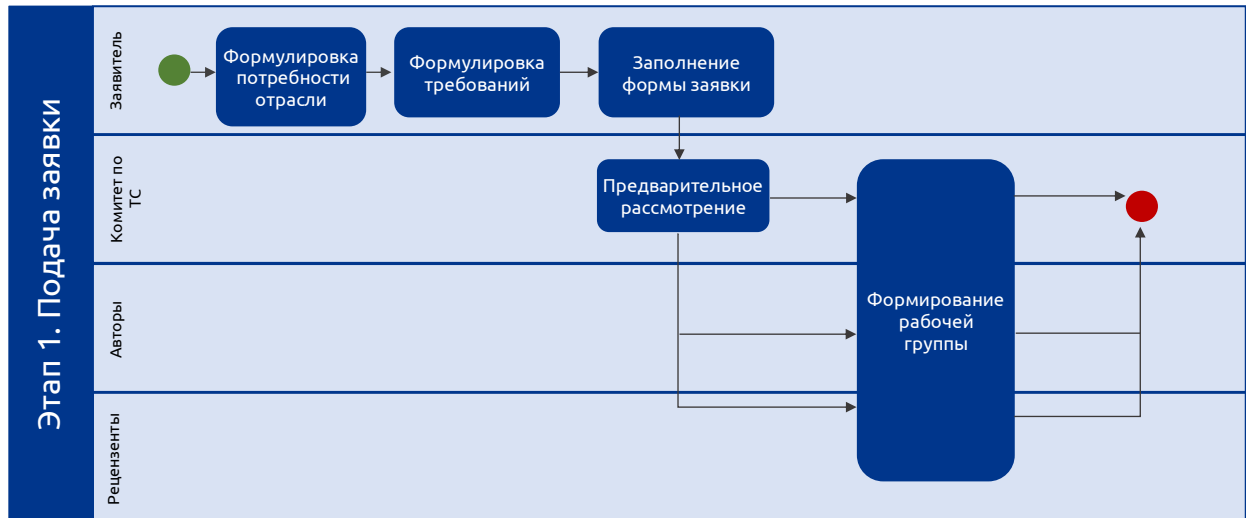 Этап 1. Подача заявки
Заявитель
Формулировка
потребности
отрасли
Формулировка
требований
Заполнение
формы заявки
Комитет по
ТС
Предварительное
рассмотрение
Авторы
Формирование
рабочей
группы
Рецензенты